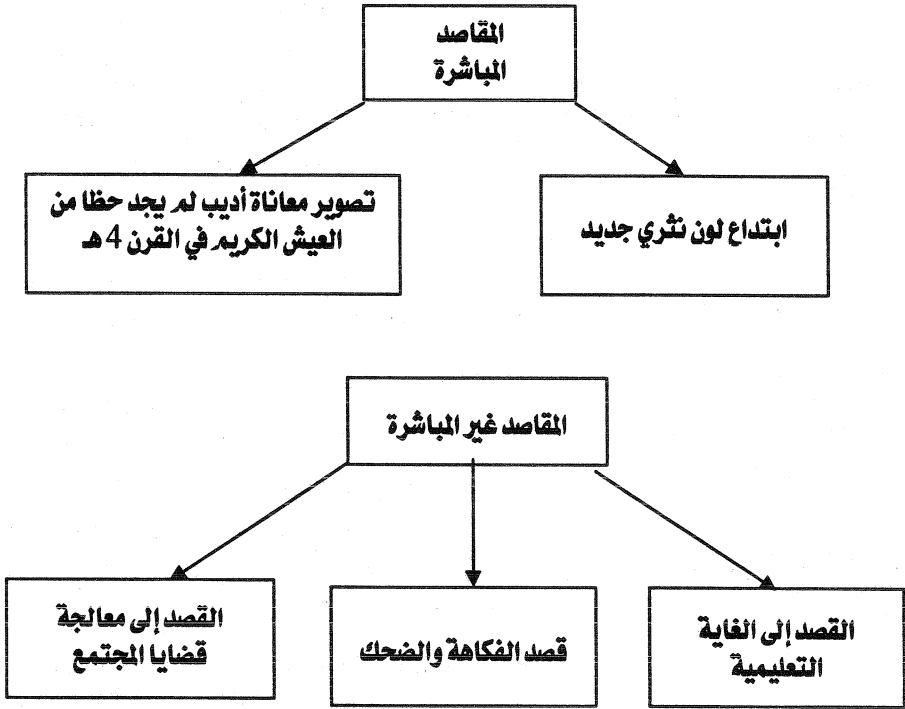 المقاصد
المباشرة
ابتداع لون نثري جديد
تصوير معاناة أديب لم يجد حظا من
العيش الكريم في القرن 4 هـ
المقاصد غير المباشرة
القصد إلى الغاية
التعليمية
قصد الفكاهة والضحك
القصد إلى معالجة
قضايا المجتمع